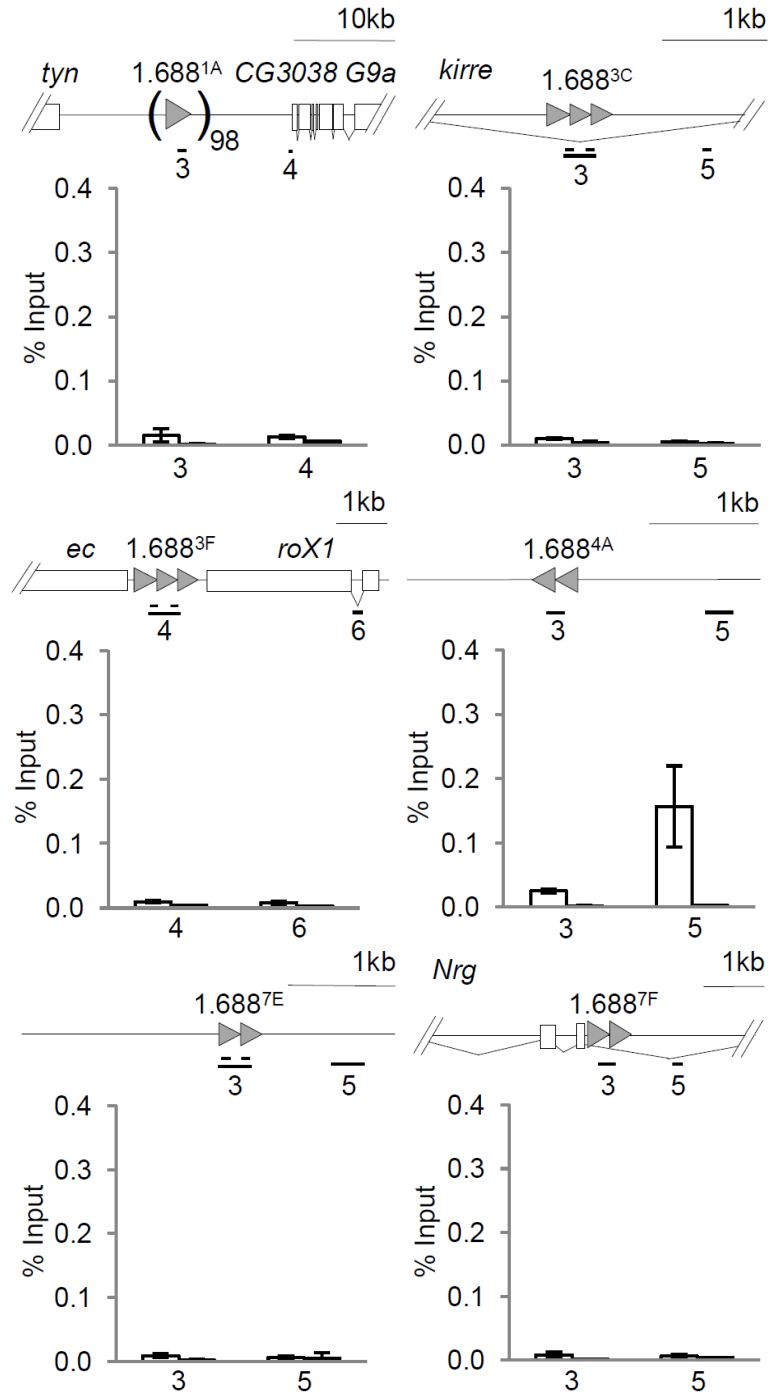 10kb
tyn 1.688^1A CG3038 G9a
( )98
3 4
0.4
0.3
0.2
0.1
0.0
% Input
3 4
1kb
kirre 1.688^3C
3 5
0.4
0.3
0.2
0.1
0.0
% Input
3 5
1kb
ec 1.688^3F roX1
4 6
0.4
0.3
0.2
0.1
0.0
% Input
4 6
1kb
1.688^4A
3 5
0.4
0.3
0.2
0.1
0.0
% Input
3 5
1kb
1.688^7E
3 5
0.4
0.3
0.2
0.1
0.0
% Input
3 5
Nrg 1kb
1.688^7F
3 5
0.4
0.3
0.2
0.1
0.0
% Input
3 5